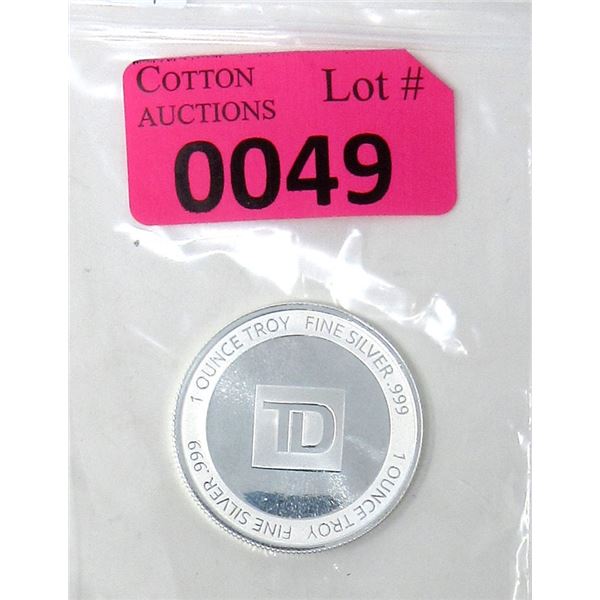 COTTON Lot #
AUCTIONS
0049
1 OUNCE TROY FINE SILVER .999
TD
1 OUNCE TROY FINE SILVER .999